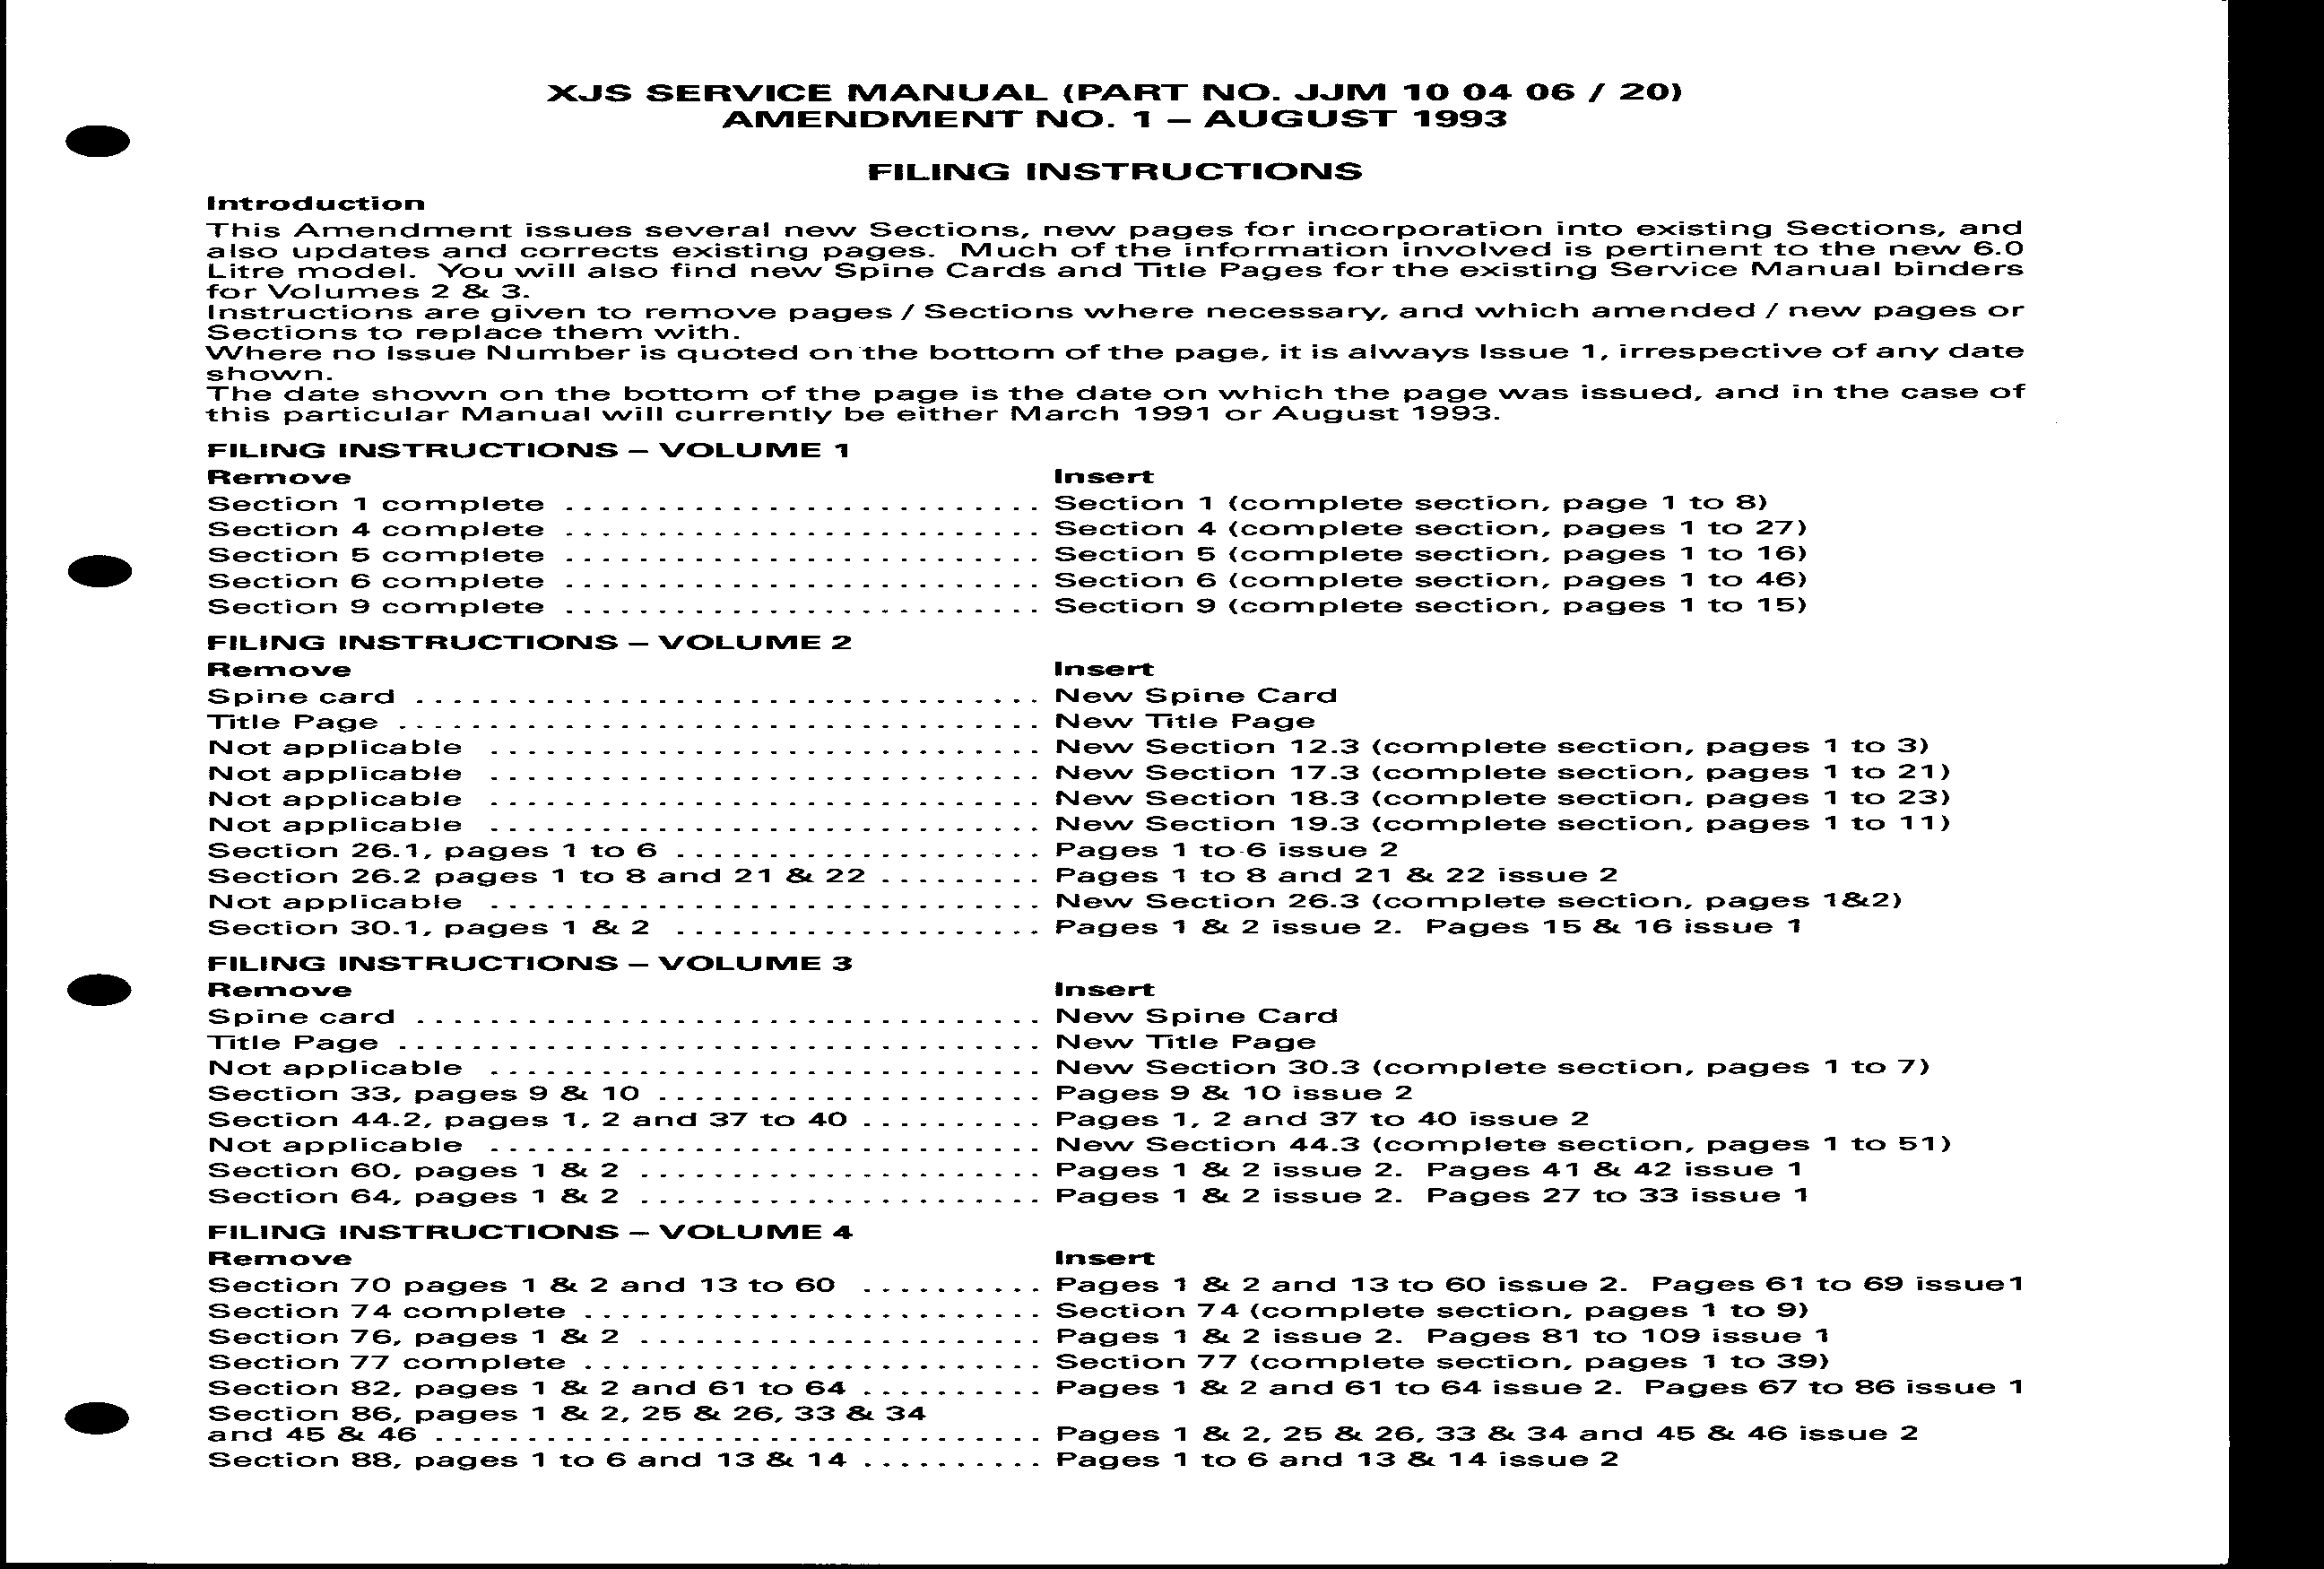 XJS SERVICE MANUAL (PART NO. JJM 10 04 06 / 20)
AMENDMENT NO. 1 – AUGUST 1993
FILING INSTRUCTIONS
Introduction
This Amendment issues several new Sections, new pages for incorporation into existing Sections, and
also updates and corrects existing pages. Much of the information involved is pertinent to the new 6.0
Litre model. You will also find new Spine Cards and Title Pages for the existing Service Manual binders
for Volumes 2 & 3.
Instructions are given to remove pages / Sections where necessary, and which amended / new pages or
Sections to replace them with.
Where no Issue Number is quoted on the bottom of the page, it is always Issue 1, irrespective of any date
shown.
The date shown on the bottom of the page is the date on which the page was issued, and in the case of
this particular Manual will currently be either March 1991 or August 1993.
FILING INSTRUCTIONS – VOLUME 1
Remove Insert
Section 1 complete .......................... Section 1 (complete section, page 1 to 8)
Section 4 complete .......................... Section 4 (complete section, pages 1 to 27)
Section 5 complete .......................... Section 5 (complete section, pages 1 to 16)
Section 6 complete .......................... Section 6 (complete section, pages 1 to 46)
Section 9 complete .......................... Section 9 (complete section, pages 1 to 15)
FILING INSTRUCTIONS – VOLUME 2
Remove Insert
Spine card .................................. New Spine Card
Title Page ................................... New Title Page
Not applicable .............................. New Section 12.3 (complete section, pages 1 to 3)
Not applicable .............................. New Section 17.3 (complete section, pages 1 to 21)
Not applicable .............................. New Section 18.3 (complete section, pages 1 to 23)
Not applicable .............................. New Section 19.3 (complete section, pages 1 to 11)
Section 26.1, pages 1 to 6 .................... Pages 1 to 6 issue 2
Section 26.2 pages 1 to 8 and 21 & 22 ......... Pages 1 to 8 and 21 & 22 issue 2
Not applicable .............................. New Section 26.3 (complete section, pages 1&2)
Section 30.1, pages 1 & 2 .................... Pages 1 & 2 issue 2. Pages 15 & 16 issue 1
FILING INSTRUCTIONS – VOLUME 3
Remove Insert
Spine card .................................. New Spine Card
Title Page ................................... New Title Page
Not applicable .............................. New Section 30.3 (complete section, pages 1 to 7)
Section 33, pages 9 & 10 ..................... Pages 9 & 10 issue 2
Section 44.2, pages 1, 2 and 37 to 40 .......... Pages 1, 2 and 37 to 40 issue 2
Not applicable .............................. New Section 44.3 (complete section, pages 1 to 51)
Section 60, pages 1 & 2 ...................... Pages 1 & 2 issue 2. Pages 41 & 42 issue 1
Section 64, pages 1 & 2 ...................... Pages 1 & 2 issue 2. Pages 27 to 33 issue 1
FILING INSTRUCTIONS – VOLUME 4
Remove Insert
Section 70 pages 1 & 2 and 13 to 60 .......... Pages 1 & 2 and 13 to 60 issue 2. Pages 61 to 69 issue1
Section 74 complete ......................... Section 74 (complete section, pages 1 to 9)
Section 76, pages 1 & 2 ...................... Pages 1 & 2 issue 2. Pages 81 to 109 issue 1
Section 77 complete ......................... Section 77 (complete section, pages 1 to 39)
Section 82, pages 1 & 2 and 61 to 64 .......... Pages 1 & 2 and 61 to 64 issue 2. Pages 67 to 86 issue 1
Section 86, pages 1 & 2, 25 & 26, 33 & 34
and 45 & 46 ................................. Pages 1 & 2, 25 & 26, 33 & 34 and 45 & 46 issue 2
Section 88, pages 1 to 6 and 13 & 14 .......... Pages 1 to 6 and 13 & 14 issue 2